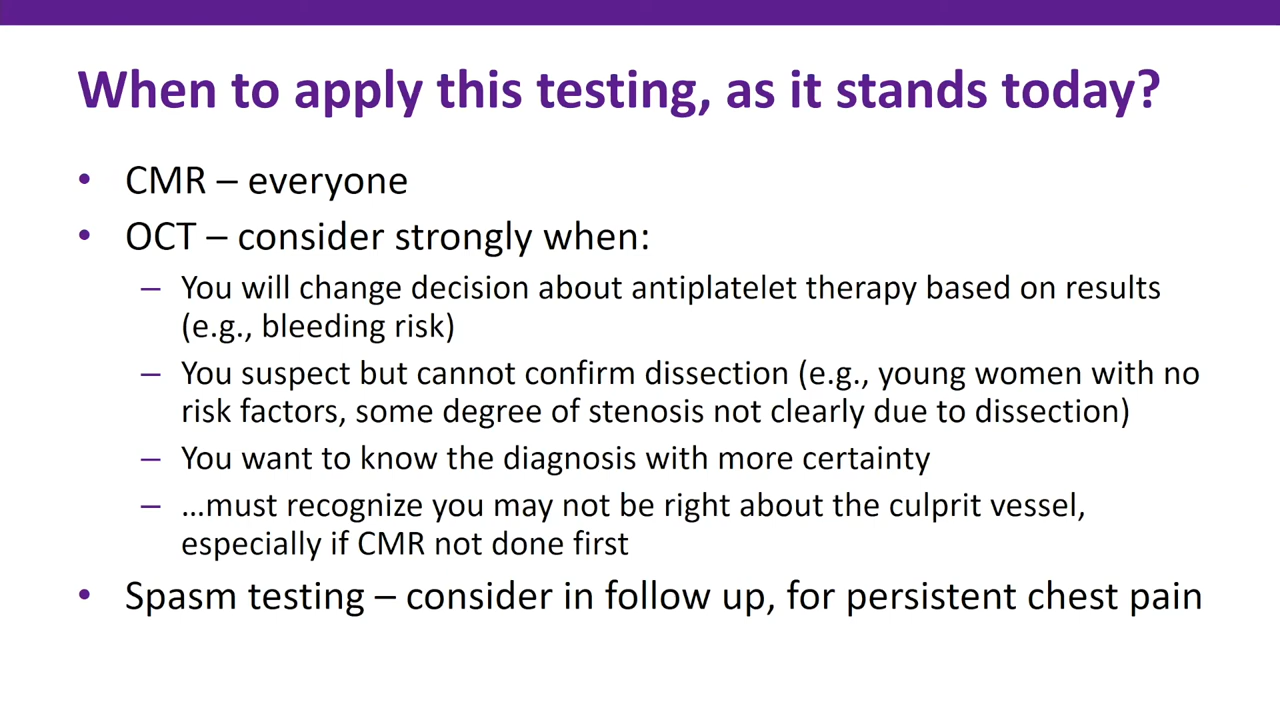 When to apply this testing, as it stands today?
• CMR – everyone
• OCT – consider strongly when:
– You will change decision about antiplatelet therapy based on results
(e.g., bleeding risk)
– You suspect but cannot confirm dissection (e.g., young women with no
risk factors, some degree of stenosis not clearly due to dissection)
– You want to know the diagnosis with more certainty
– …must recognize you may not be right about the culprit vessel,
especially if CMR not done first
• Spasm testing – consider in follow up, for persistent chest pain